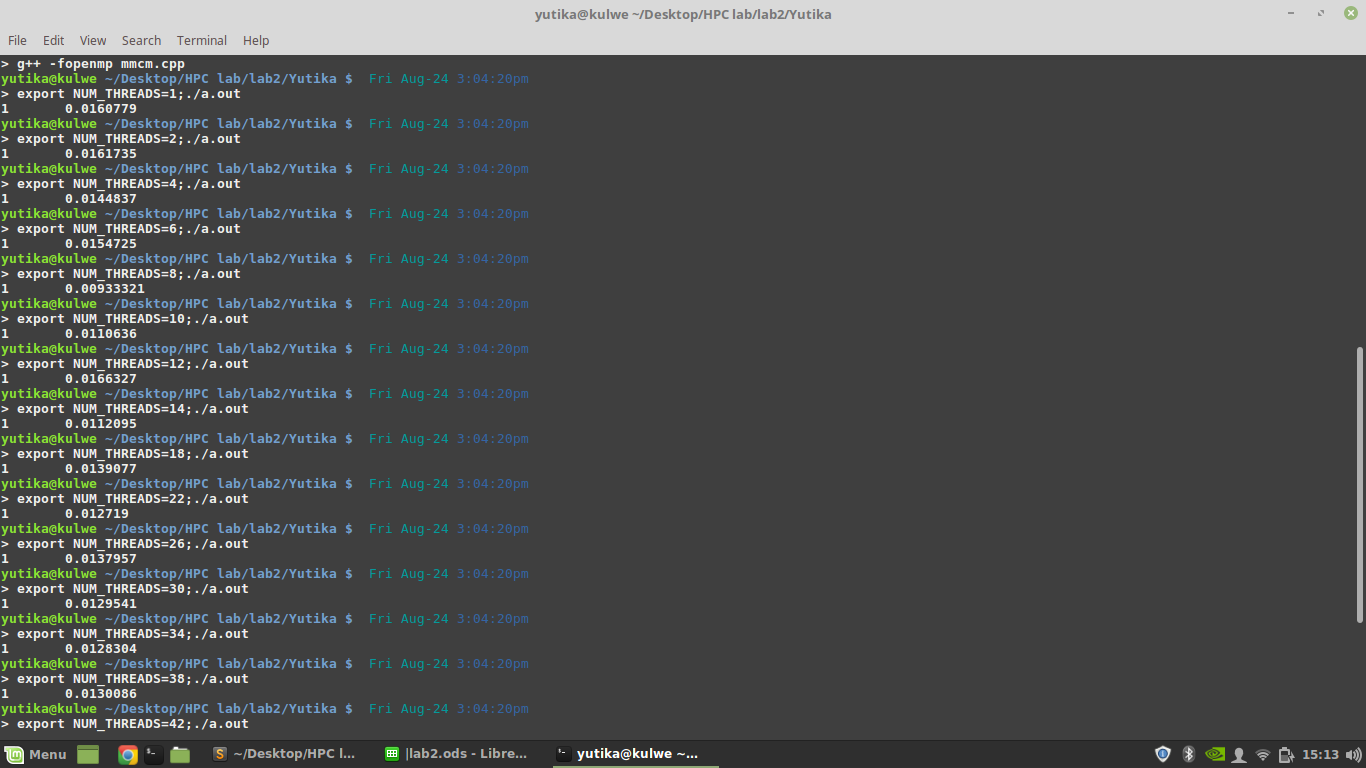 yutika@kulwe ~/Desktop/HPC lab/lab2/Yutika
File Edit View Search Terminal Help
> g++ -fopenmp mmcm.cpp
yutika@kulwe ~/Desktop/HPC lab/lab2/Yutika $ Fri Aug-24 3:04:20pm
> export NUM_THREADS=1;./a.out
1 0.0160779
yutika@kulwe ~/Desktop/HPC lab/lab2/Yutika $ Fri Aug-24 3:04:20pm
> export NUM_THREADS=2;./a.out
1 0.0161735
yutika@kulwe ~/Desktop/HPC lab/lab2/Yutika $ Fri Aug-24 3:04:20pm
> export NUM_THREADS=4;./a.out
1 0.0144837
yutika@kulwe ~/Desktop/HPC lab/lab2/Yutika $ Fri Aug-24 3:04:20pm
> export NUM_THREADS=6;./a.out
1 0.0154725
yutika@kulwe ~/Desktop/HPC lab/lab2/Yutika $ Fri Aug-24 3:04:20pm
> export NUM_THREADS=8;./a.out
1 0.00933321
yutika@kulwe ~/Desktop/HPC lab/lab2/Yutika $ Fri Aug-24 3:04:20pm
> export NUM_THREADS=10;./a.out
1 0.0110636
yutika@kulwe ~/Desktop/HPC lab/lab2/Yutika $ Fri Aug-24 3:04:20pm
> export NUM_THREADS=12;./a.out
1 0.0166327
yutika@kulwe ~/Desktop/HPC lab/lab2/Yutika $ Fri Aug-24 3:04:20pm
> export NUM_THREADS=14;./a.out
1 0.0112095
yutika@kulwe ~/Desktop/HPC lab/lab2/Yutika $ Fri Aug-24 3:04:20pm
> export NUM_THREADS=18;./a.out
1 0.0139077
yutika@kulwe ~/Desktop/HPC lab/lab2/Yutika $ Fri Aug-24 3:04:20pm
> export NUM_THREADS=22;./a.out
1 0.012719
yutika@kulwe ~/Desktop/HPC lab/lab2/Yutika $ Fri Aug-24 3:04:20pm
> export NUM_THREADS=26;./a.out
1 0.0137957
yutika@kulwe ~/Desktop/HPC lab/lab2/Yutika $ Fri Aug-24 3:04:20pm
> export NUM_THREADS=30;./a.out
1 0.0129541
yutika@kulwe ~/Desktop/HPC lab/lab2/Yutika $ Fri Aug-24 3:04:20pm
> export NUM_THREADS=34;./a.out
1 0.0128304
yutika@kulwe ~/Desktop/HPC lab/lab2/Yutika $ Fri Aug-24 3:04:20pm
> export NUM_THREADS=38;./a.out
1 0.0130086
yutika@kulwe ~/Desktop/HPC lab/lab2/Yutika $ Fri Aug-24 3:04:20pm
> export NUM_THREADS=42;./a.out
Menu ~/Desktop/HPC l... |lab2.ods - Libre... yutika@kulwe ~... 15:13